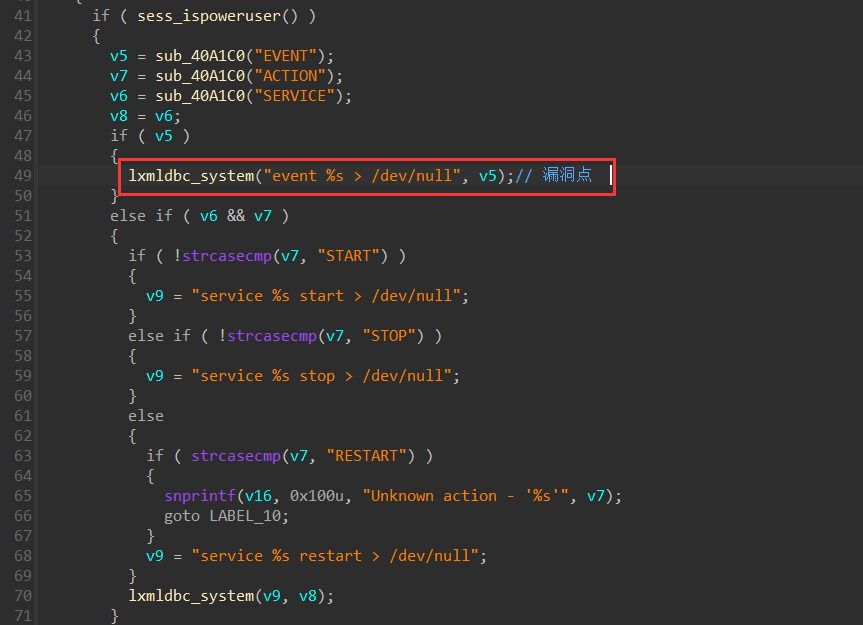 41 if ( sess_ispoweruser() )
42 {
43 v5 = sub_40A1C0("EVENT");
44 v7 = sub_40A1C0("ACTION");
45 v6 = sub_40A1C0("SERVICE");
46 v8 = v6;
47 if ( v5 )
48 {
49 lxmldbc_system("event %s > /dev/null", v5);// 漏洞点
50 }
51 else if ( v6 && v7 )
52 {
53 if ( !strcasecmp(v7, "START") )
54 {
55 v9 = "service %s start > /dev/null";
56 }
57 else if ( !strcasecmp(v7, "STOP") )
58 {
59 v9 = "service %s stop > /dev/null";
60 }
61 else
62 {
63 if ( strcasecmp(v7, "RESTART") )
64 {
65 snprintf(v16, 0x100u, "Unknown action - '%s'", v7);
66 goto LABEL_10;
67 }
68 v9 = "service %s restart > /dev/null";
69 }
70 lxmldbc_system(v9, v8);
71 }